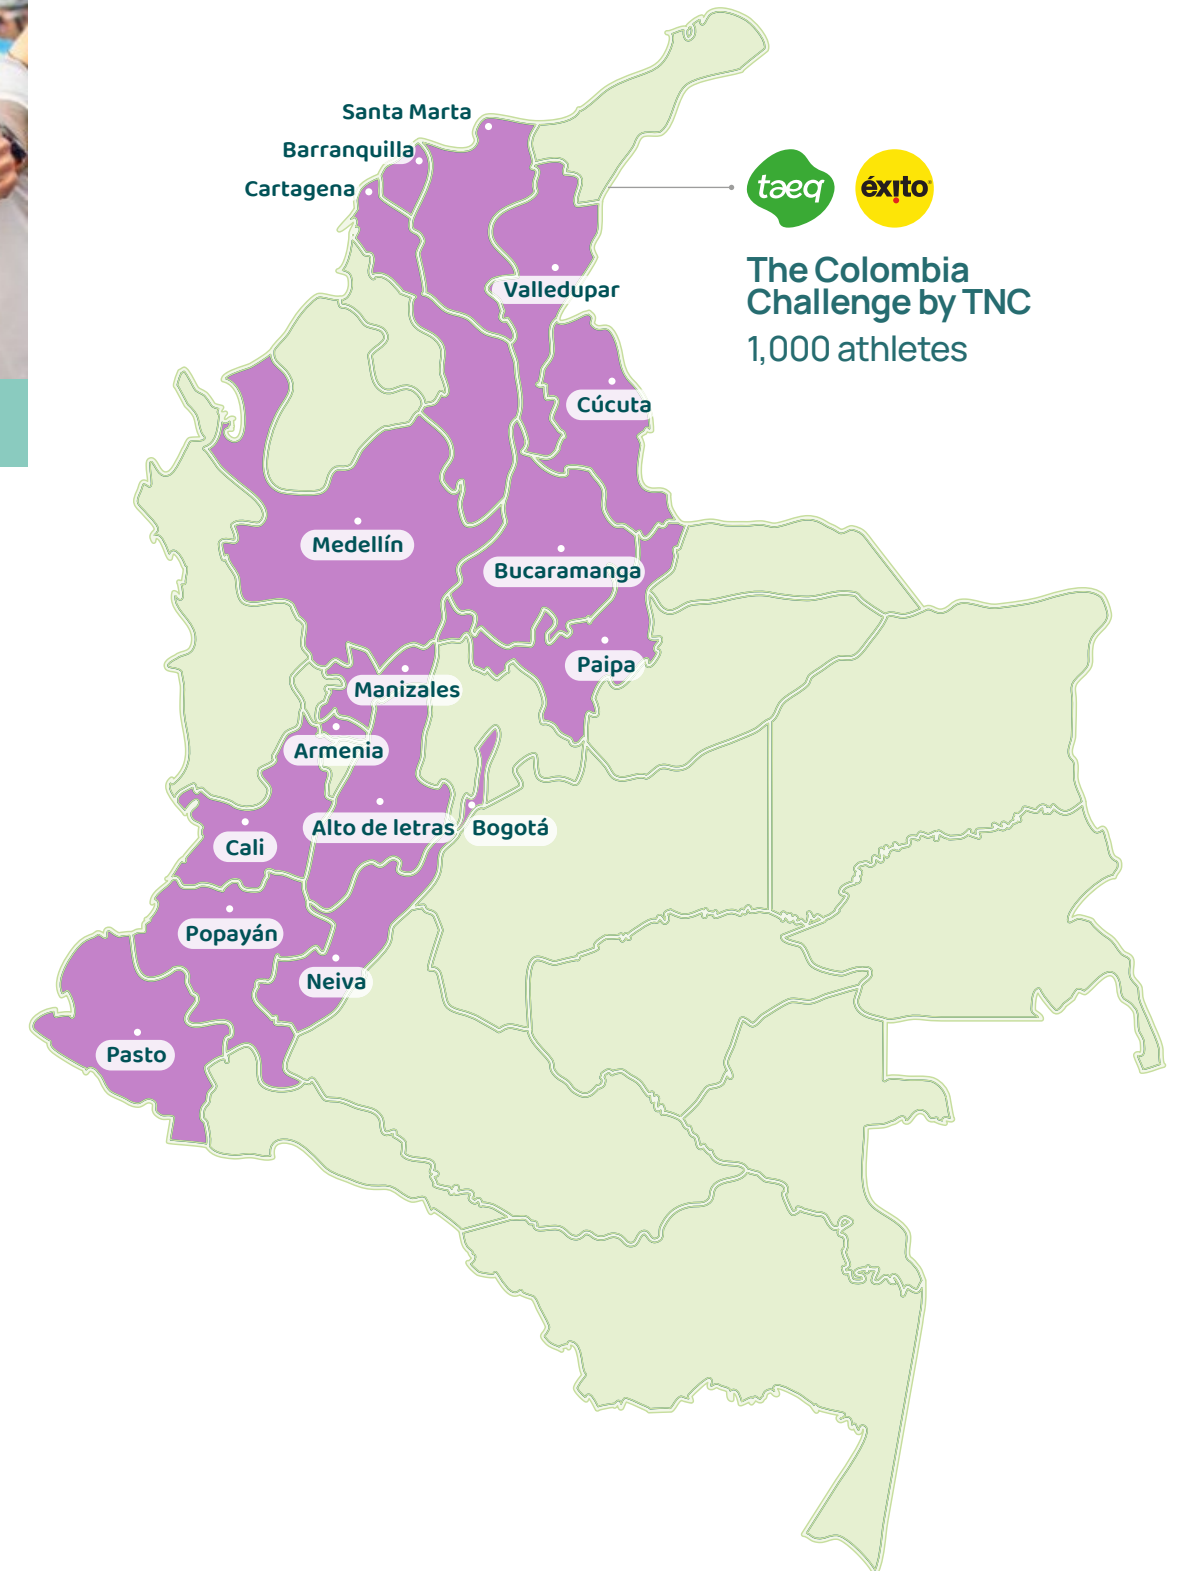 Santa Marta
Barranquilla
Cartagena
taeq
éxito
The Colombia
Challenge by TNC
1,000 athletes
Valledupar
Cúcuta
Medellín
Bucaramanga
Paipa
Manizales
Armenia
Alto de letras
Bogotá
Cali
Popayán
Neiva
Pasto